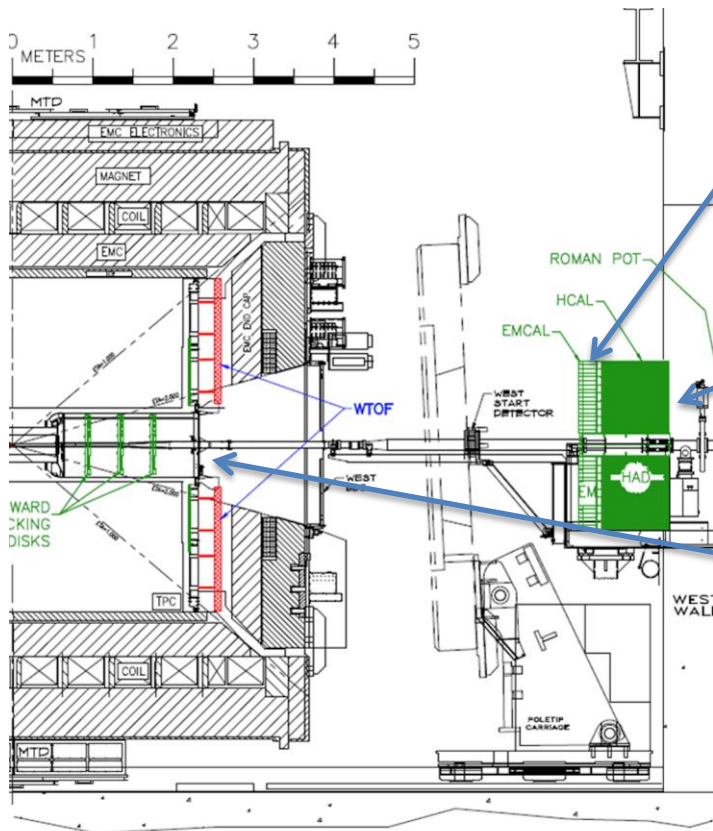 0 1 2 3 4 5
METERS
MTD
EMC ELECTRONICS
MAGNET
COIL
EMC
EMC END CAP
ROMAN POT
HCAL
EMCAL
WTOF
WEST
START
DETECTOR
HAD
EM
WEST
WARD
CKING
DISKS
TPC
WEST
WALL
COIL
POLETIP
CARRIAGE
MTD